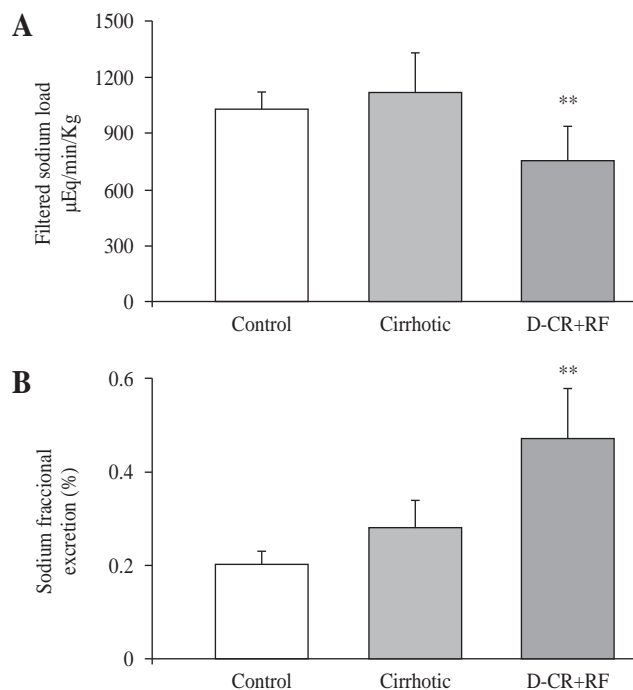 A
Filtered sodium load
µEq/min/Kg
1500
1200
900
600
300
0
**
Control Cirrhotic D-CR+RF
B
Sodium fraccional
excretion (%)
0.6
0.4
0.2
0
**
Control Cirrhotic D-CR+RF